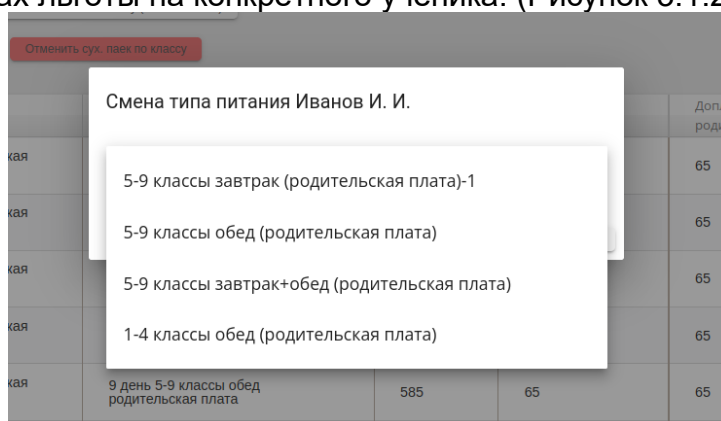 ах льготы на конкретного ученика. (Рисунок
Отменить сух. паек по классу
Смена типа питания Иванов И. И.
Доп.
роди
кая
65
5-9 классы завтрак (родительская плата)-1
кая
65
5-9 классы обед (родительская плата)
кая
65
5-9 классы завтрак+обед (родительская плата)
кая
65
1-4 классы обед (родительская плата)
кая
9 день 5-9 классы обед
родительская плата
585
65
65